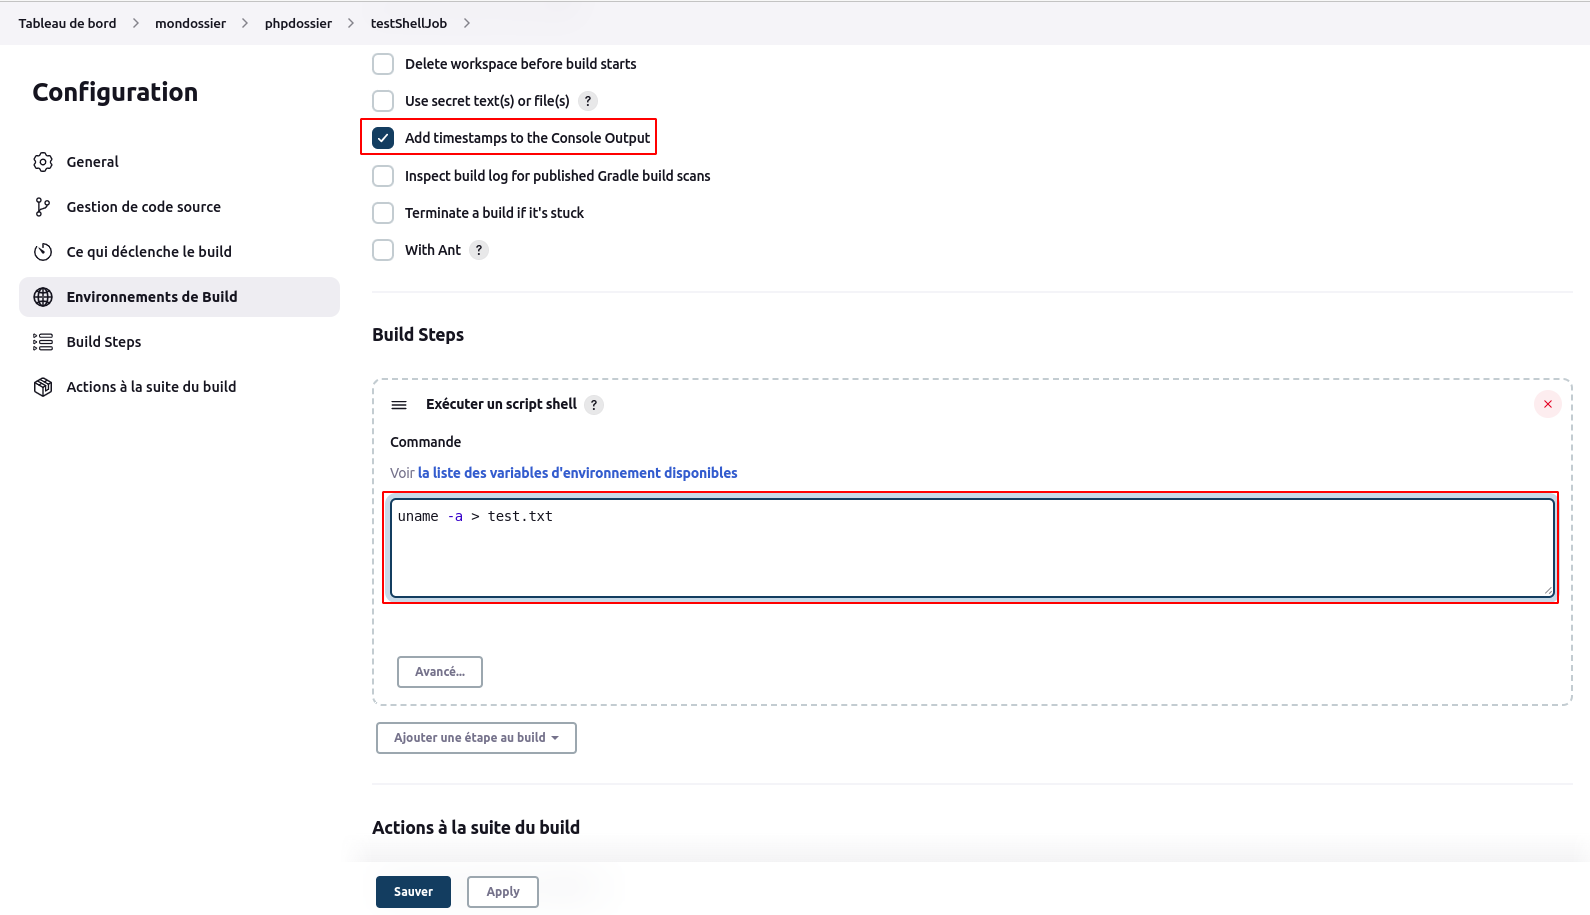 Tableau de bord > mondossier > phpdossier > testShellJob >
Configuration
General
Gestion de code source
Ce qui déclenche le build
Environnements de Build
Build Steps
Actions à la suite du build
Delete workspace before build starts
Use secret text(s) or file(s) ?
Add timestamps to the Console Output
Inspect build log for published Gradle build scans
Terminate a build if it's stuck
With Ant ?
Build Steps
Exécuter un script shell ?
Commande
Voir la liste des variables d'environnement disponibles
uname -a > test.txt
Avancé...
Ajouter une étape au build
Actions à la suite du build
Sauver Apply